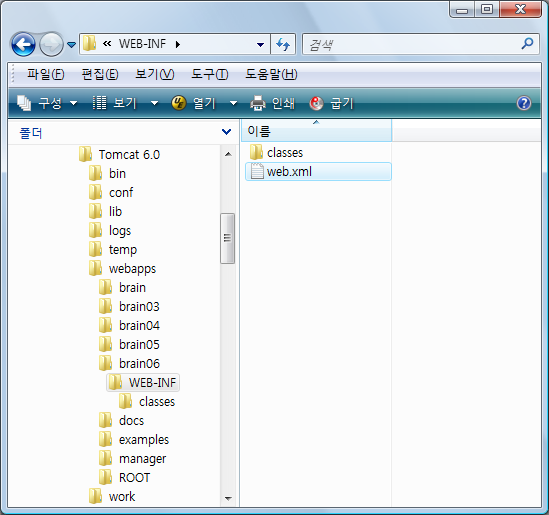 « WEB-INF
검색
파일(F) 편집(E) 보기(V) 도구(T) 도움말(H)
구성 보기 열기 인쇄 굽기
폴더
이름
Tomcat 6.0
bin
conf
lib
logs
temp
webapps
brain
brain03
brain04
brain05
brain06
WEB-INF
classes
docs
examples
manager
ROOT
work
classes
web.xml